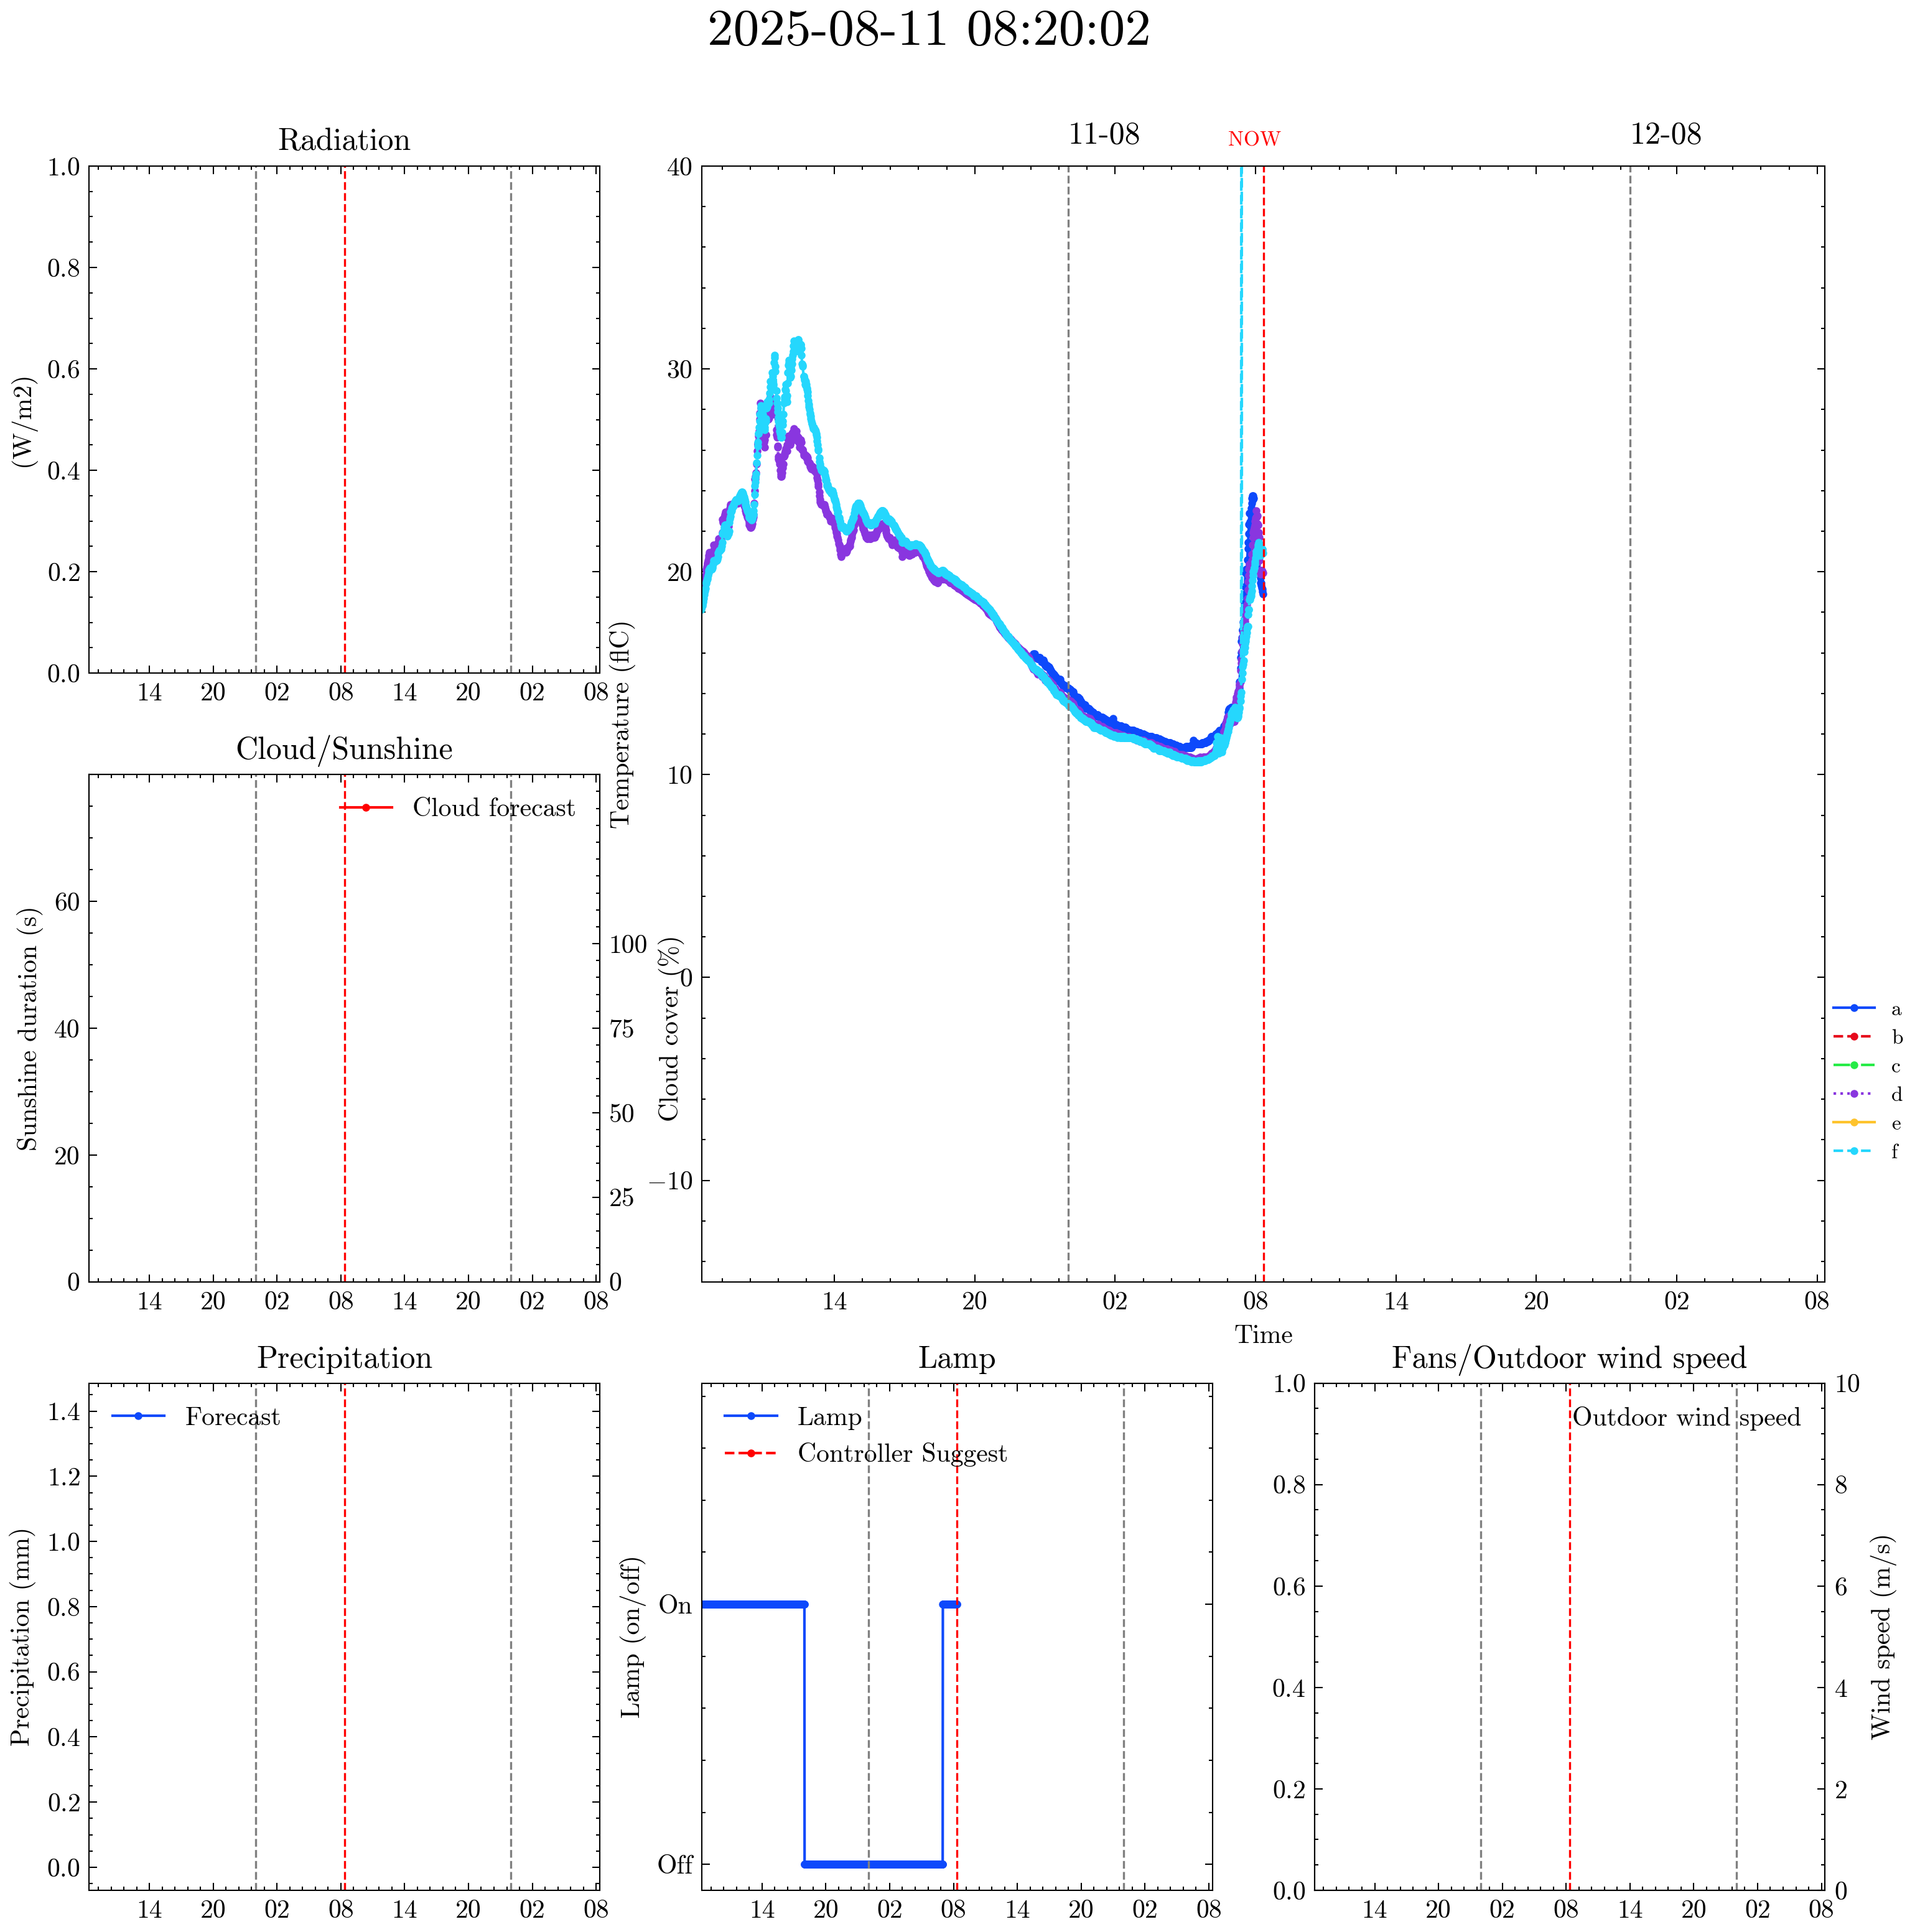 2025-08-11 08:20:02
Radiation
(W/m2)
1.0
0.8
0.6
0.4
0.2
0.0
14 20 02 08 14 20 02 08
11-08 NOW 12-08
Temperature (flC)
40
30
20
10
0
−10
14 20 02 08 14 20 02 08
Time
a
b
c
d
e
f
Cloud/Sunshine
Cloud forecast
Sunshine duration (s)
60
40
20
0
Cloud cover (%)
100
75
50
25
0
14 20 02 08 14 20 02 08
Precipitation
Forecast
Precipitation (mm)
1.4
1.2
1.0
0.8
0.6
0.4
0.2
0.0
14 20 02 08 14 20 02 08
Lamp
Lamp
Controller Suggest
Lamp (on/off)
On
Off
14 20 02 08 14 20 02 08
Fans/Outdoor wind speed
Outdoor wind speed
1.0
0.8
0.6
0.4
0.2
0.0
10
8
6
4
2
0
Wind speed (m/s)
14 20 02 08 14 20 02 08